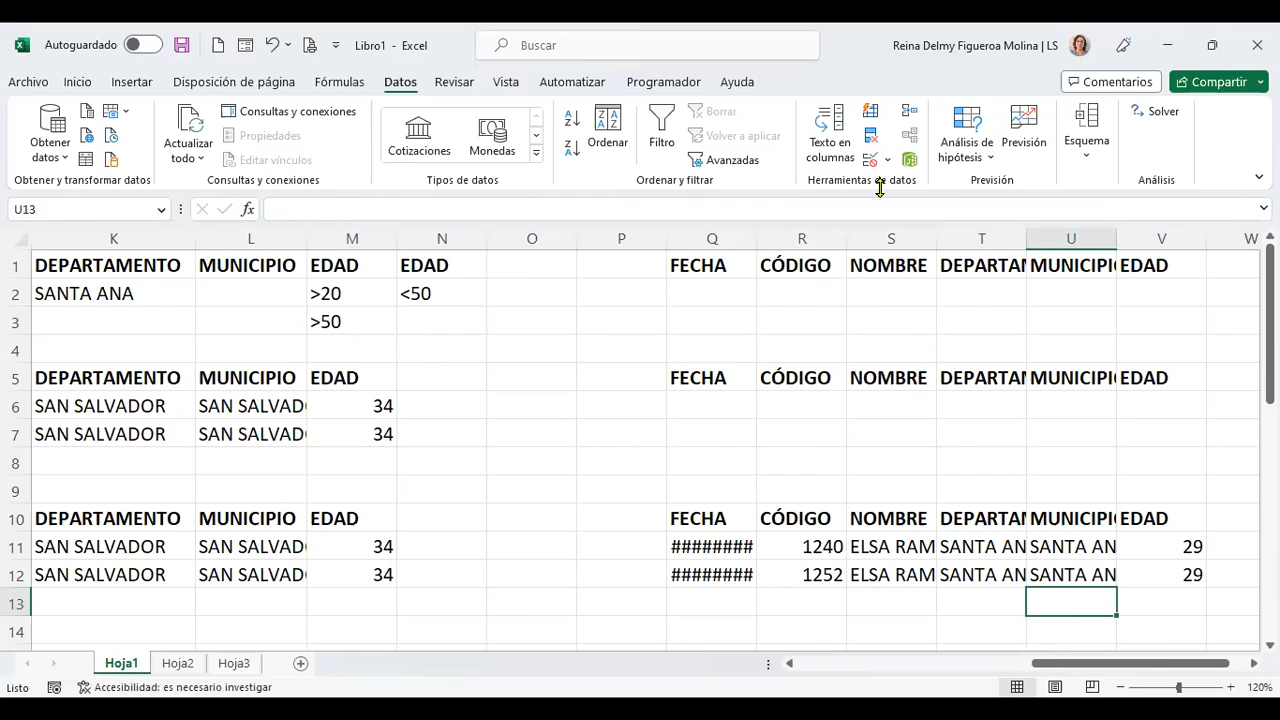 Autoguardado Libro1 - Excel Buscar Reina Delmy Figueroa Molina | LS
Archivo Inicio Insertar Disposición de página Fórmulas Datos Revisar Vista Automatizar Programador Ayuda Comentarios Compartir
Obtener datos
Actualizar todo
Consultas y conexiones
Propiedades
Editar vínculos
Cotizaciones Monedas
Ordenar
Filtro
Borrar
Volver a aplicar
Avanzadas
Texto en columnas
Análisis de hipótesis
Previsión
Esquema
Solver
Obtener y transformar datos Consultas y conexiones Tipos de datos Ordenar y filtrar Herramientas de datos Previsión Análisis
U13 fx
K L M N O P Q R S T U V W
1 DEPARTAMENTO MUNICIPIO EDAD EDAD FECHA CÓDIGO NOMBRE DEPARTAM MUNICIPI EDAD
2 SANTA ANA >20 <50
3 >50
4
5 DEPARTAMENTO MUNICIPIO EDAD FECHA CÓDIGO NOMBRE DEPARTAM MUNICIPI EDAD
6 SAN SALVADOR SAN SALVAD 34
7 SAN SALVADOR SAN SALVAD 34
8
9
10 DEPARTAMENTO MUNICIPIO EDAD FECHA CÓDIGO NOMBRE DEPARTAM MUNICIPI EDAD
11 SAN SALVADOR SAN SALVAD 34 ######## 1240 ELSA RAM SANTA AN SANTA AN 29
12 SAN SALVADOR SAN SALVAD 34 ######## 1252 ELSA RAM SANTA AN SANTA AN 29
13
14
Hoja1 Hoja2 Hoja3
Listo Accesibilidad: es necesario investigar 120%